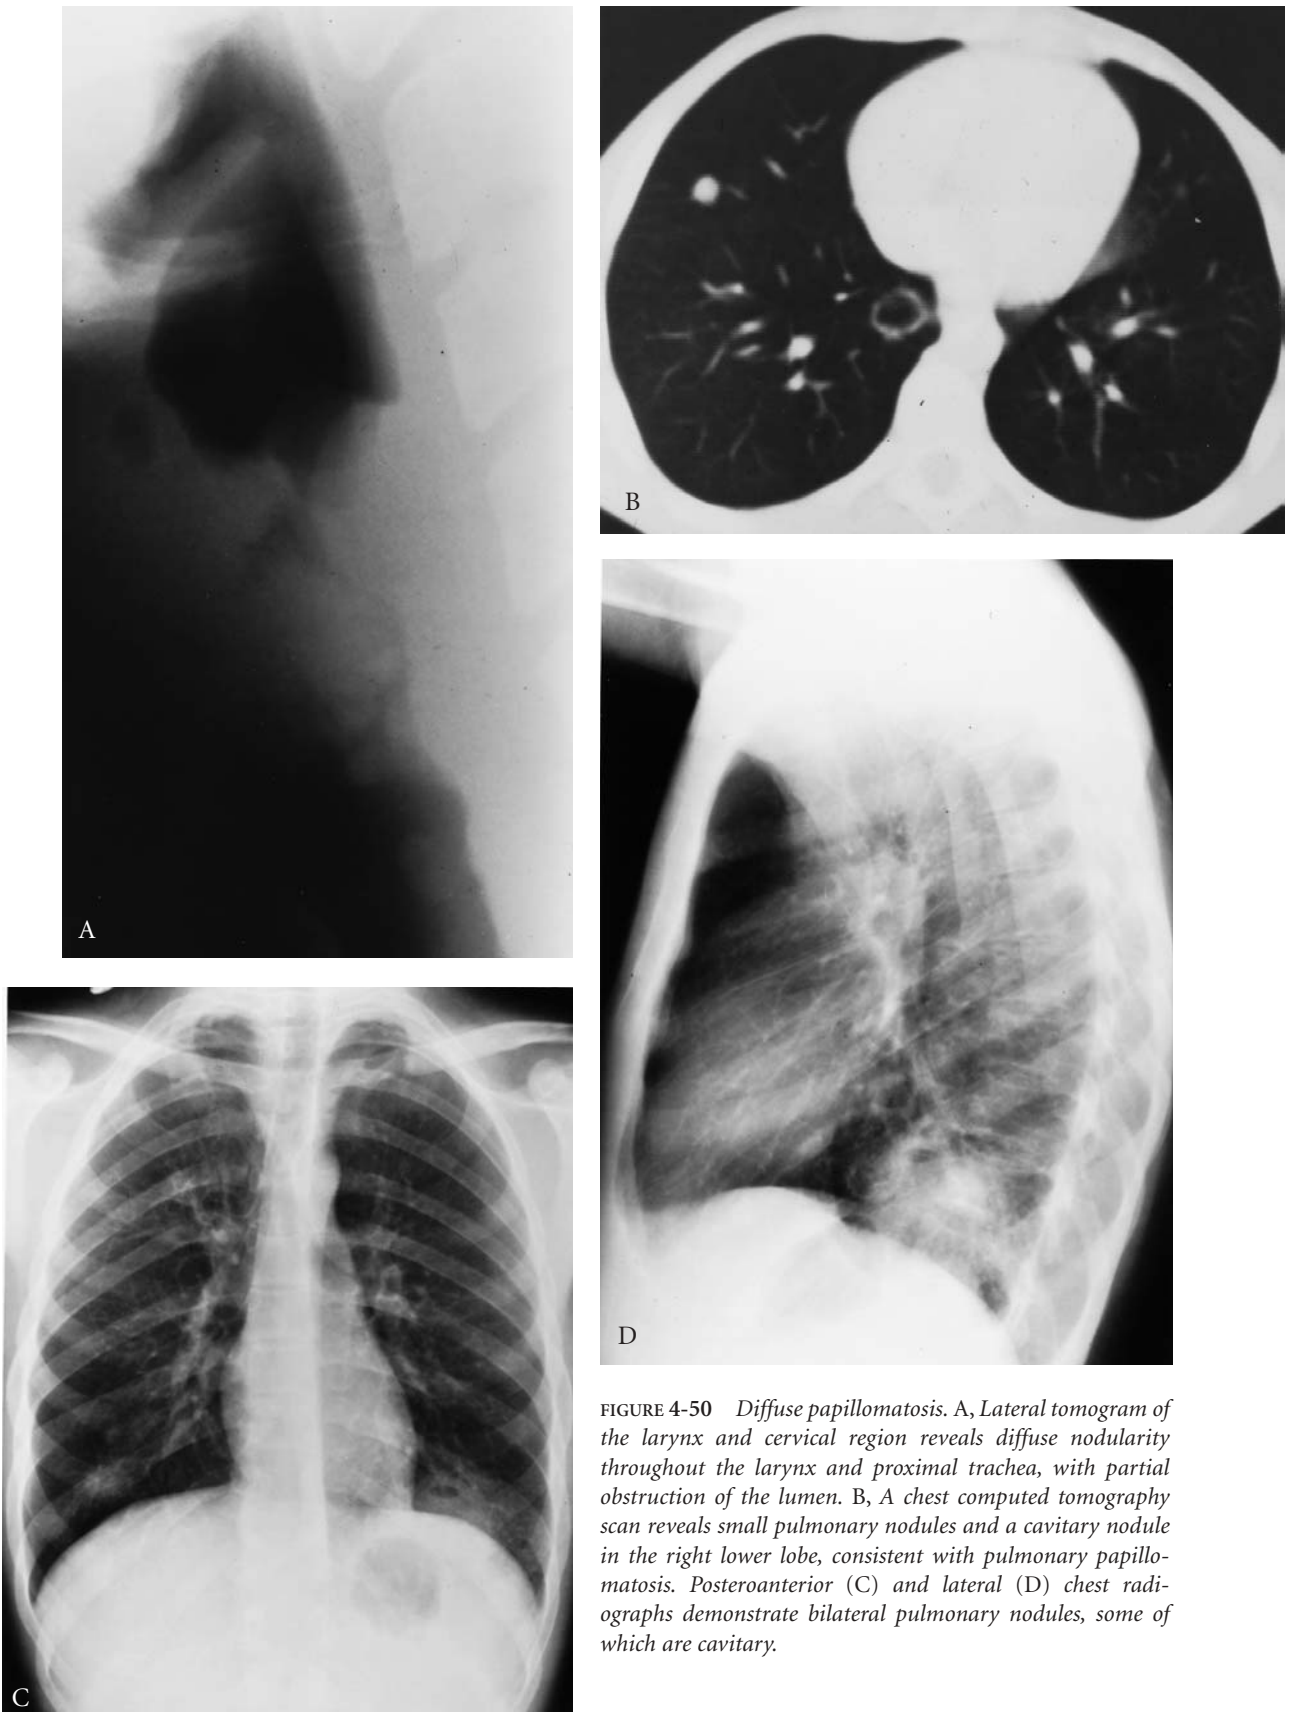 A
B
C
D
FIGURE 4-50 Diffuse papillomatosis. A, Lateral tomogram of
the larynx and cervical region reveals diffuse nodularity
throughout the larynx and proximal trachea, with partial
obstruction of the lumen. B, A chest computed tomography
scan reveals small pulmonary nodules and a cavitary nodule
in the right lower lobe, consistent with pulmonary papillo-
matosis. Posteroanterior (C) and lateral (D) chest radi-
ographs demonstrate bilateral pulmonary nodules, some of
which are cavitary.